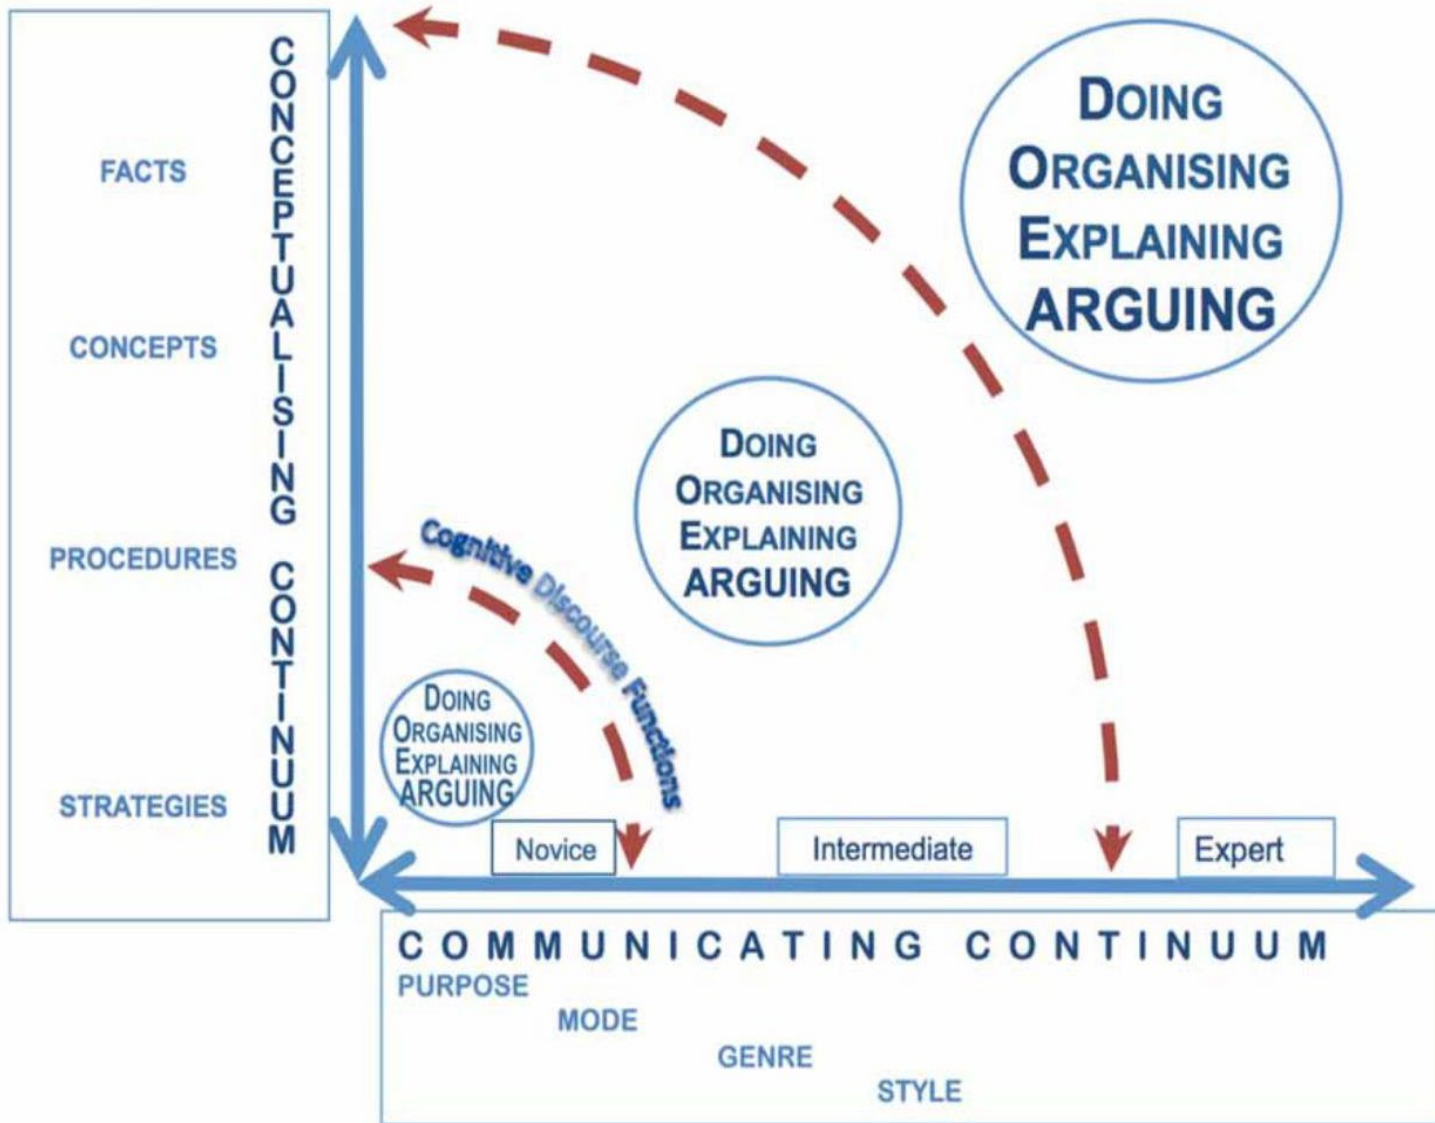 CONCEPTUALISING CONTINUUM
FACTS
CONCEPTS
PROCEDURES
STRATEGIES
DOING
ORGANISING
EXPLAINING
ARGUING
DOING
ORGANISING
EXPLAINING
ARGUING
Cognitive Discourse Functions
DOING
ORGANISING
EXPLAINING
ARGUING
Novice
Intermediate
Expert
COMMUNICATING CONTINUUM
PURPOSE
MODE
GENRE
STYLE